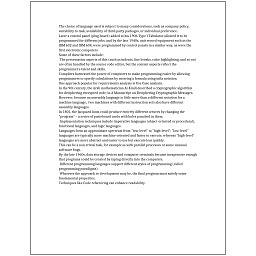 The choice of language used is subject to many considerations, such as company policy,
suitability to task, availability of third-party packages, or individual preference.
Later a control panel (plug board) added to his 1906 Type I Tabulator allowed it to be
programmed for different jobs, and by the late 1940s, unit record equipment such as the
IBM 602 and IBM 604, were programmed by control panels in a similar way, as were the
first electronic computers.
Some of these factors include:
The presentation aspects of this (such as indents, line breaks, color highlighting, and so on)
are often handled by the source code editor, but the content aspects reflect the
programmer's talent and skills.
Compilers harnessed the power of computers to make programming easier by allowing
programmers to specify calculations by entering a formula using infix notation.
One approach popular for requirements analysis is Use Case analysis.
In the 9th century, the Arab mathematician Al-Kindi described a cryptographic algorithm
for deciphering encrypted code, in A Manuscript on Deciphering Cryptographic Messages.
However, because an assembly language is little more than a different notation for a
machine language, two machines with different instruction sets also have different
assembly languages.
In 1801, the Jacquard loom could produce entirely different weaves by changing the
"program" – a series of pasteboard cards with holes punched in them.
Implementation techniques include imperative languages (object-oriented or procedural),
functional languages, and logic languages.
Languages form an approximate spectrum from "low-level" to "high-level"; "low-level"
languages are typically more machine-oriented and faster to execute, whereas "high-level"
languages are more abstract and easier to use but execute less quickly.
This can be a non-trivial task, for example as with parallel processes or some unusual
software bugs.
By the late 1960s, data storage devices and computer terminals became inexpensive enough
that programs could be created by typing directly into the computers.
Different programming languages support different styles of programming (called
programming paradigms).
Whatever the approach to development may be, the final program must satisfy some
fundamental properties.
Techniques like Code refactoring can enhance readability.